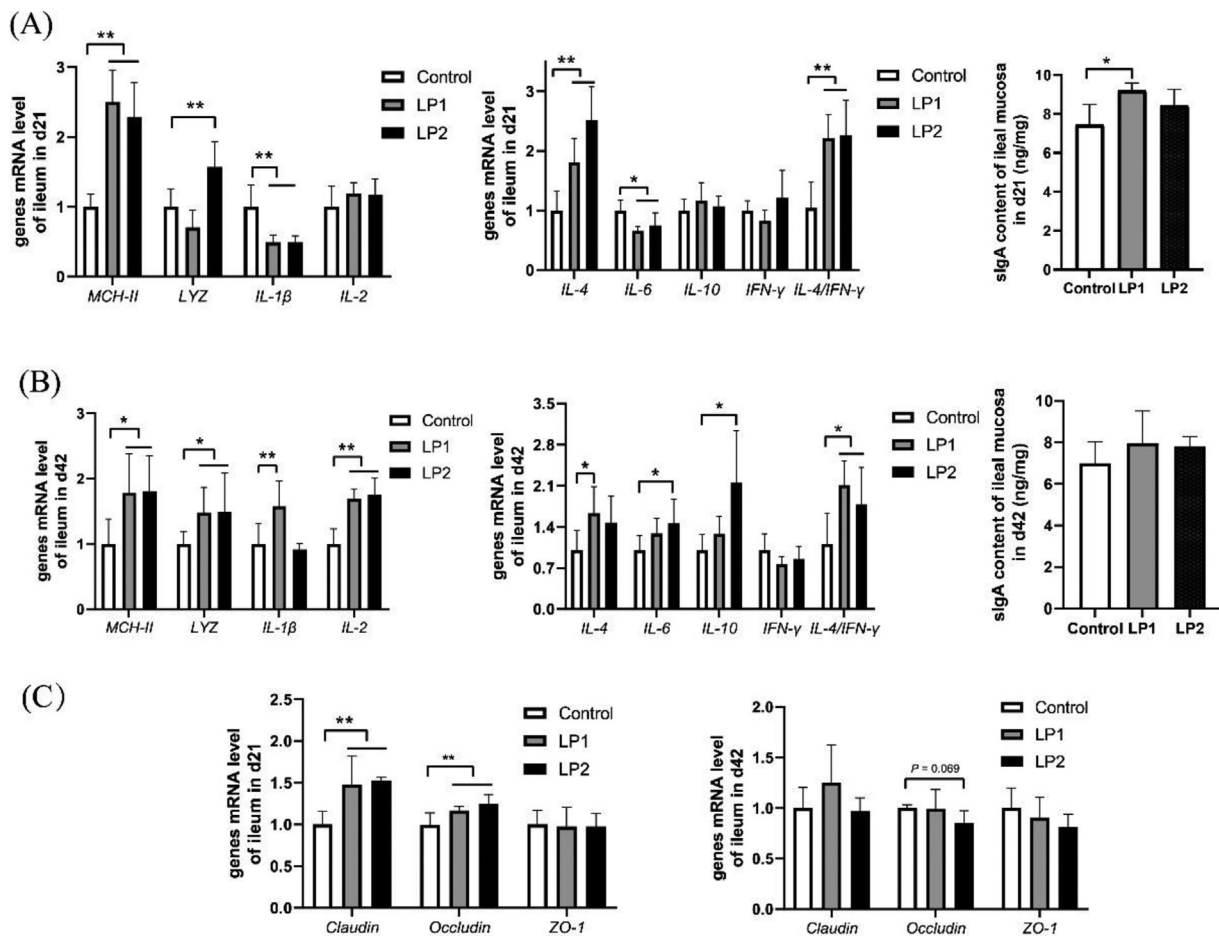 (A)
genes mRNA level
of ileum in d21
3
2
1
0
**
**
**
MCH-II LYZ IL-1β IL-2
Control
LP1
LP2
genes mRNA level
of ileum in d21
3
2
1
0
**
*
**
IL-4 IL-6 IL-10 IFN-γ IL-4/IFN-γ
Control
LP1
LP2
sIgA content of ileal mucosa
in d21 (ng/mg)
10
8
6
4
2
0
*
Control LP1 LP2
(B)
genes mRNA level
of ileum in d42
3
2
1
0
*
*
**
**
MCH-II LYZ IL-1β IL-2
Control
LP1
LP2
genes mRNA level
of ileum in d42
3.5
2.8
2.1
1.4
0.7
0.0
*
*
*
*
IL-4 IL-6 IL-10 IFN-γ IL-4/IFN-γ
Control
LP1
LP2
sIgA content of ileal mucosa
in d42 (ng/mg)
10
8
6
4
2
0
Control LP1 LP2
(C)
genes mRNA level
of ileum in d21
2.5
2.0
1.5
1.0
0.5
0.0
**
**
Claudin Occludin ZO-1
Control
LP1
LP2
genes mRNA level
of ileum in d42
2.0
1.5
1.0
0.5
0.0
P = 0.069
Claudin Occludin ZO-1
Control
LP1
LP2